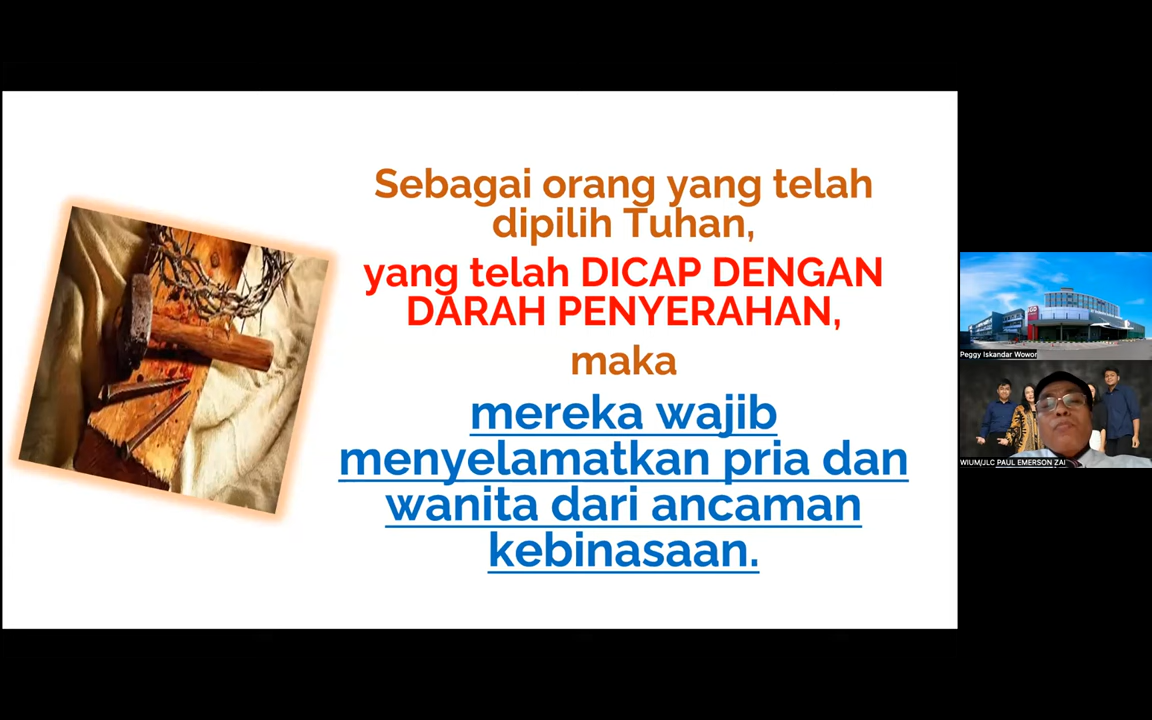 Sebagai orang yang telah
dipilih Tuhan,
yang telah DICAP DENGAN
DARAH PENYERAHAN,
maka
mereka wajib
menyelamatkan pria dan
wanita dari ancaman
kebinasaan.
Peggy Iskandar Wowor
WIUM/JLC PAUL EMERSON ZAI